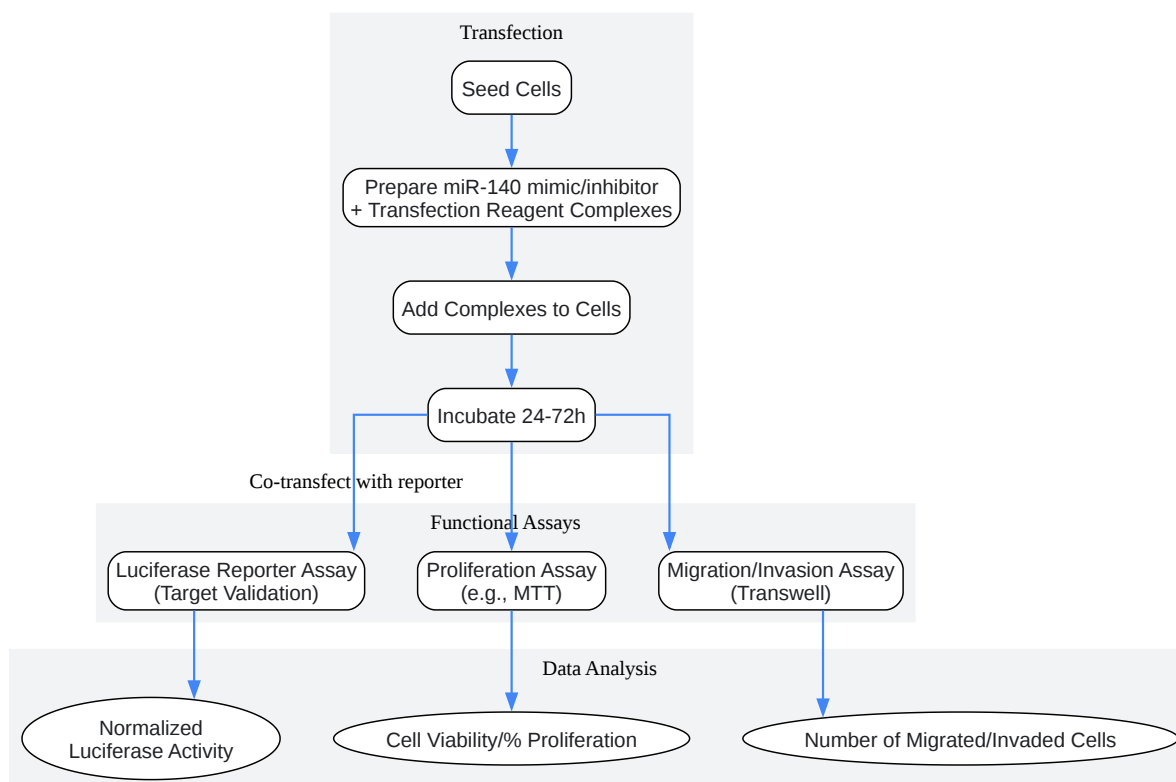 Transfection
Seed Cells
Prepare miR-140 mimic/inhibitor
+ Transfection Reagent Complexes
Add Complexes to Cells
Incubate 24-72h
Co-transfect with reporter
Functional Assays
Luciferase Reporter Assay
(Target Validation)
Proliferation Assay
(e.g., MTT)
Migration/Invasion Assay
(Transwell)
Data Analysis
Normalized
Luciferase Activity
Cell Viability/% Proliferation
Number of Migrated/Invaded Cells